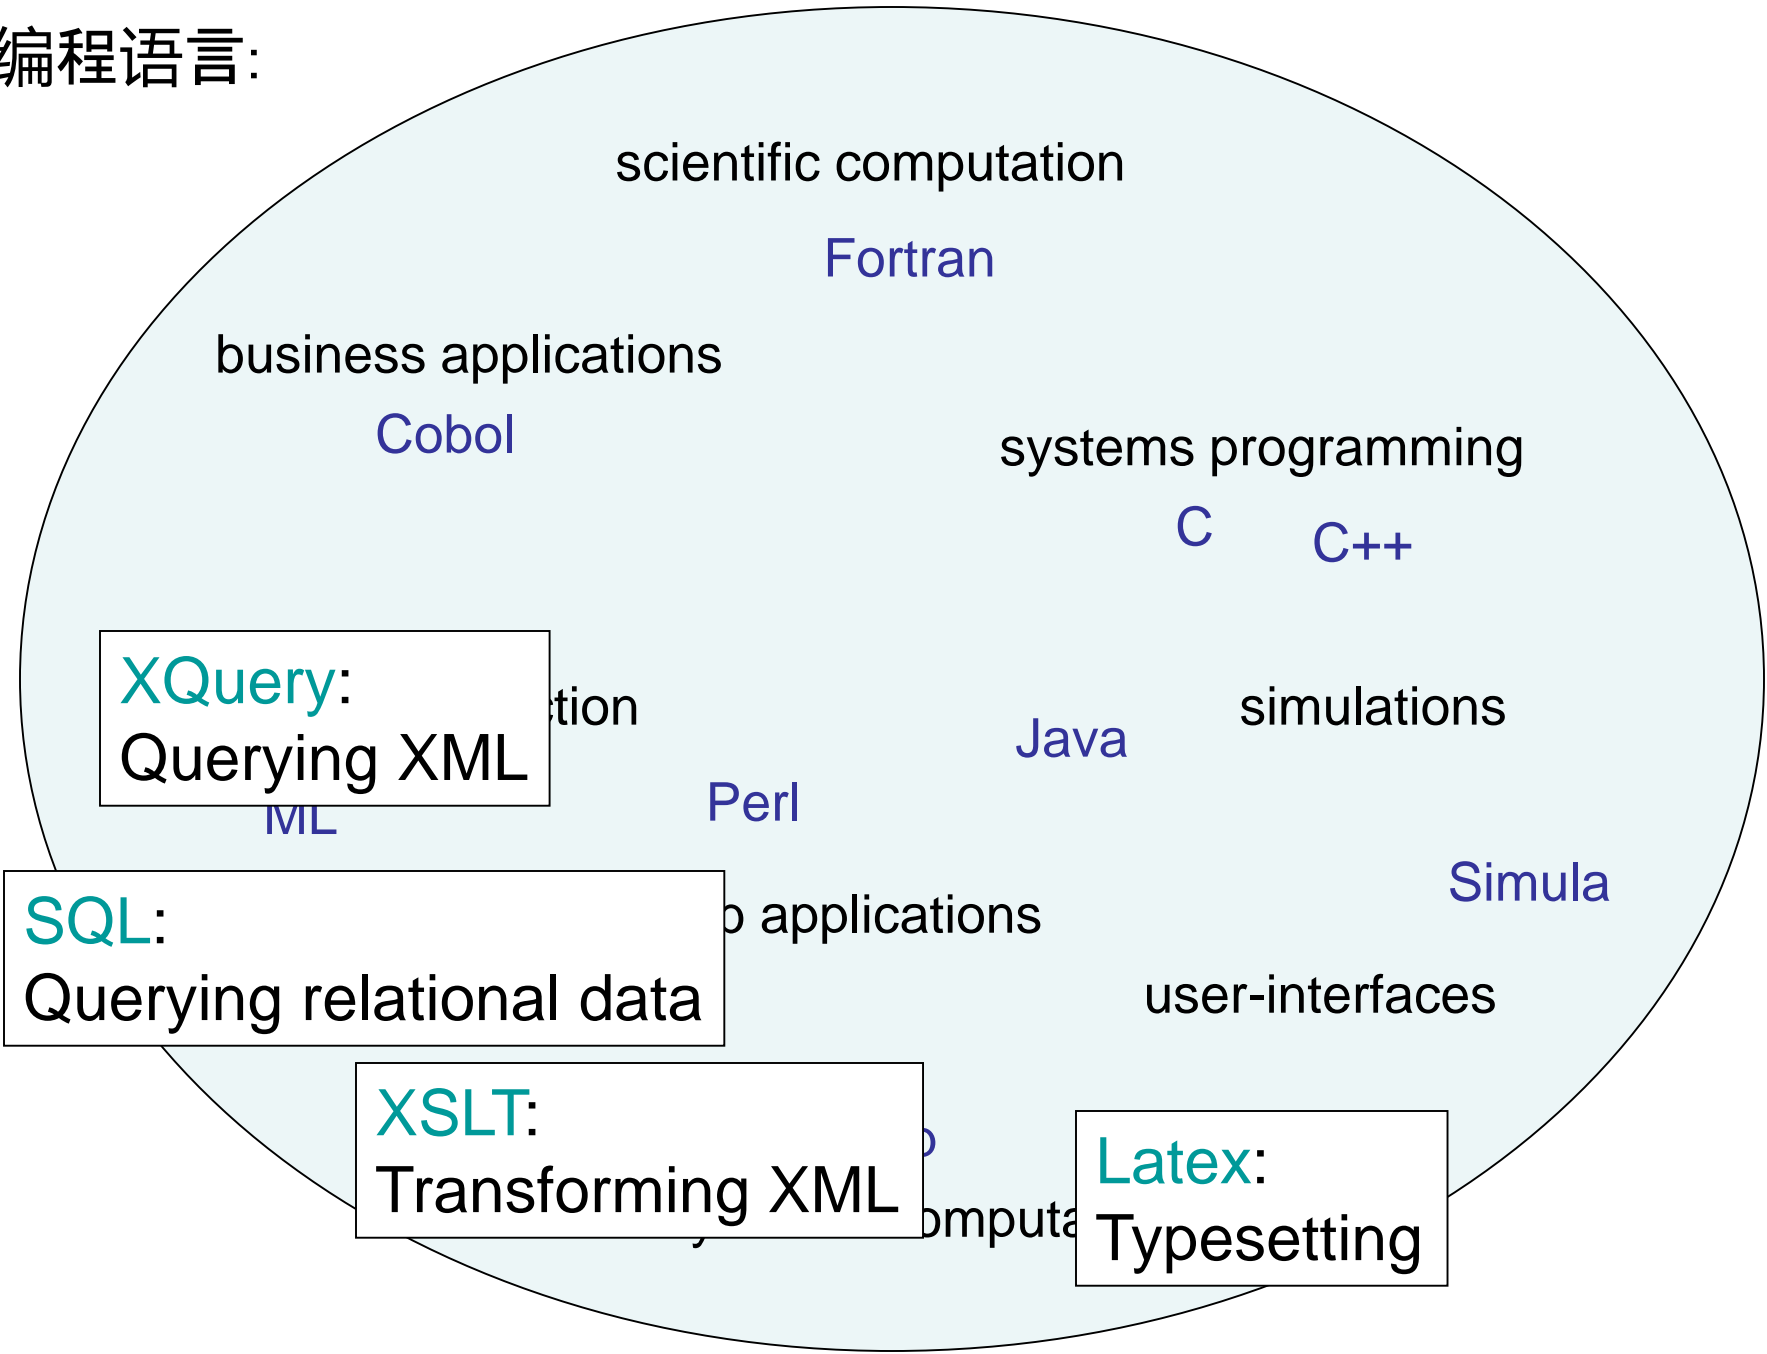 编程语言:
scientific computation
Fortran
business applications
Cobol
systems programming
C
C++
XQuery:
Querying XML
simulations
Java
Perl
ML
Simula
SQL:
Querying relational data
applications
user-interfaces
XSLT:
Transforming XML
Latex:
Typesetting